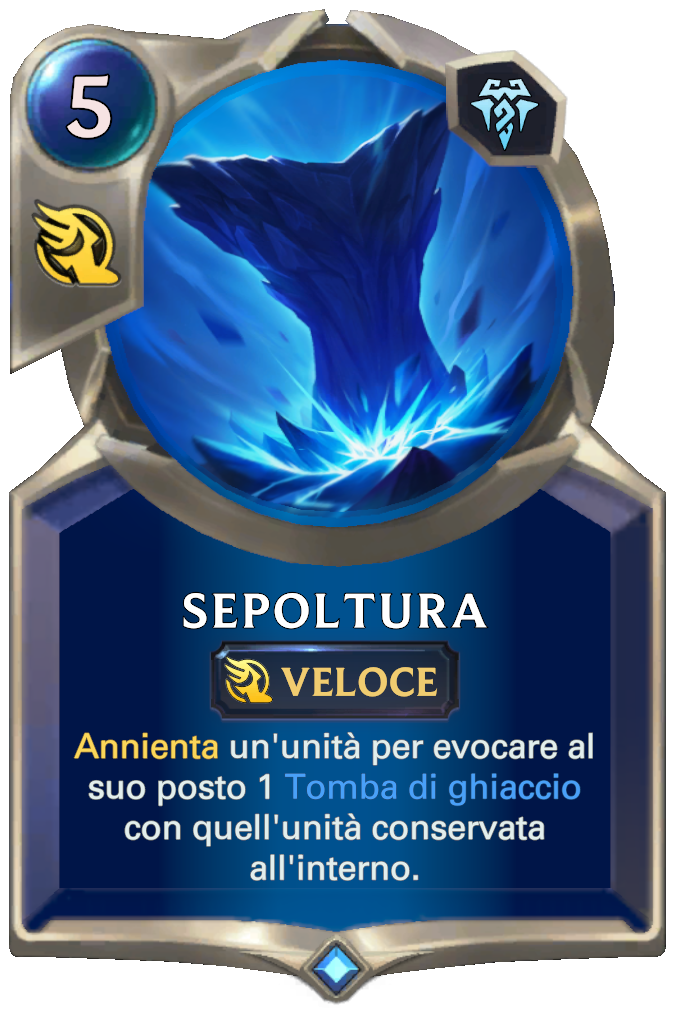 5
SEPOLTURA
VELOCE
Annienta un'unità per evocare al
suo posto 1 Tomba di ghiaccio
con quell'unità conservata
all'interno.